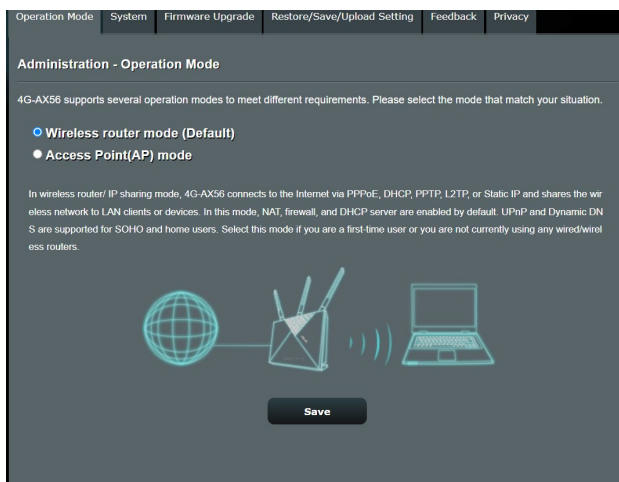 Operation Mode System Firmware Upgrade Restore/Save/Upload Setting Feedback Privacy
Administration - Operation Mode
4G-AX56 supports several operation modes to meet different requirements. Please select the mode that match your situation.
Wireless router mode (Default)
Access Point(AP) mode
In wireless router/ IP sharing mode, 4G-AX56 connects to the Internet via PPPoE, DHCP, PPTP, L2TP, or Static IP and shares the wir
eless network to LAN clients or devices. In this mode, NAT, firewall, and DHCP server are enabled by default. UPnP and Dynamic DN
S are supported for SOHO and home users. Select this mode if you are a first-time user or you are not currently using any wired/wirel
ess routers.
Save